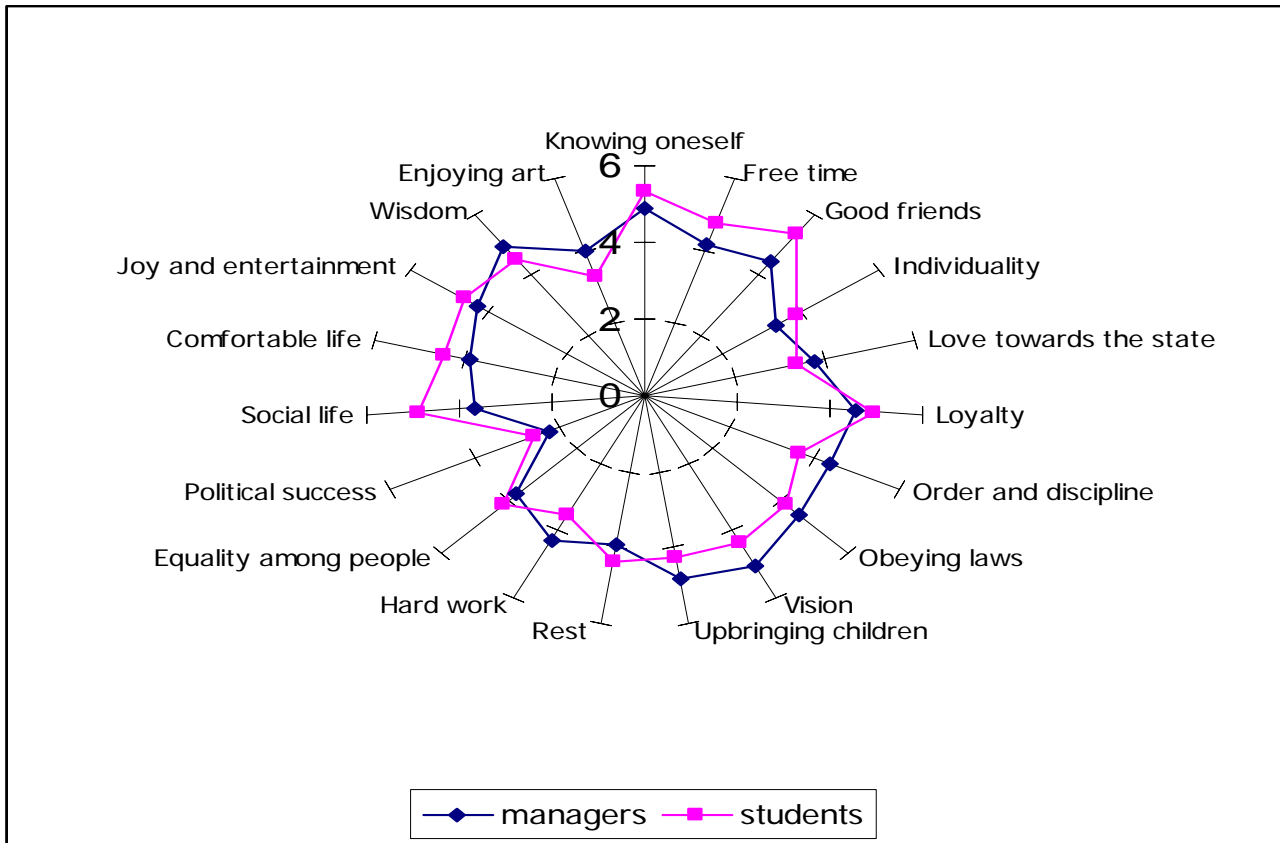 Knowing oneself
6
Enjoying art
Free time
Wisdom
Good friends
4
Joy and entertainment
Individuality
2
Comfortable life
Love towards the state
0
Social life
Loyalty
Political success
Order and discipline
Equality among people
Obeying laws
Hard work
Vision
Rest
Upbringing children
managers
students